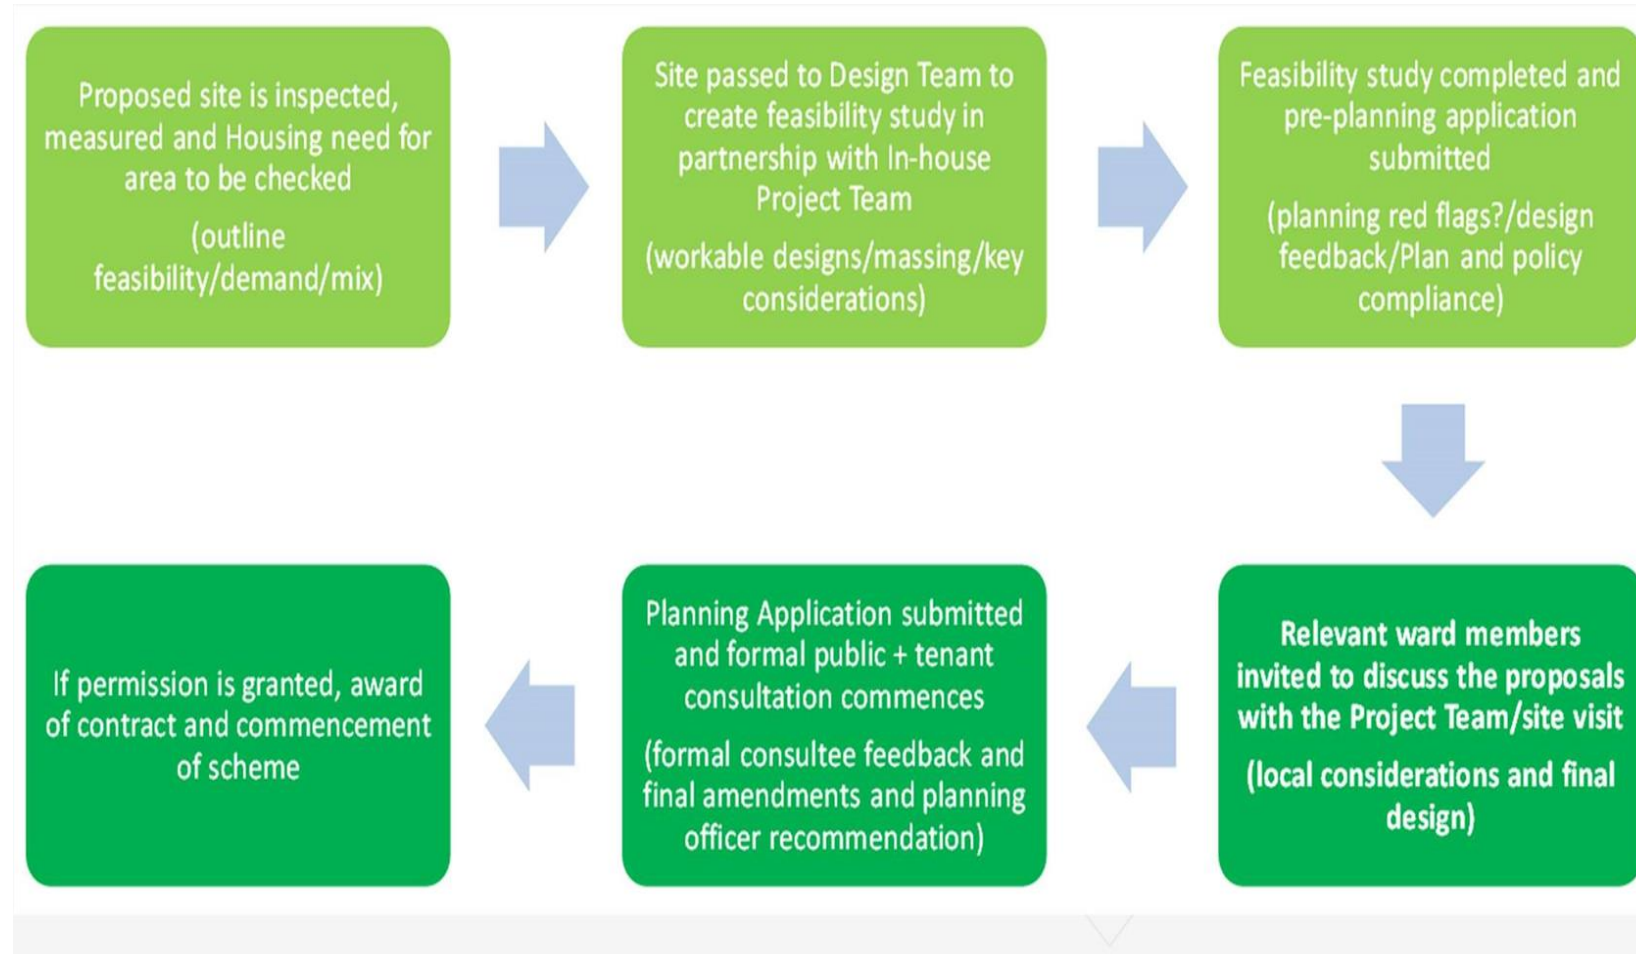 Proposed site is inspected,
measured and Housing need for
area to be checked
(outline
feasibility/demand/mix)
Site passed to Design Team to
create feasibility study in
partnership with In-house
Project Team
(workable designs/massing/key
considerations)
Feasibility study completed and
pre-planning application
submitted
(planning red flags?/design
feedback/Plan and policy
compliance)
Relevant ward members
invited to discuss the proposals
with the Project Team/site visit
(local considerations and final
design)
Planning Application submitted
and formal public + tenant
consultation commences
(formal consultee feedback and
final amendments and planning
officer recommendation)
If permission is granted, award
of contract and commencement
of scheme